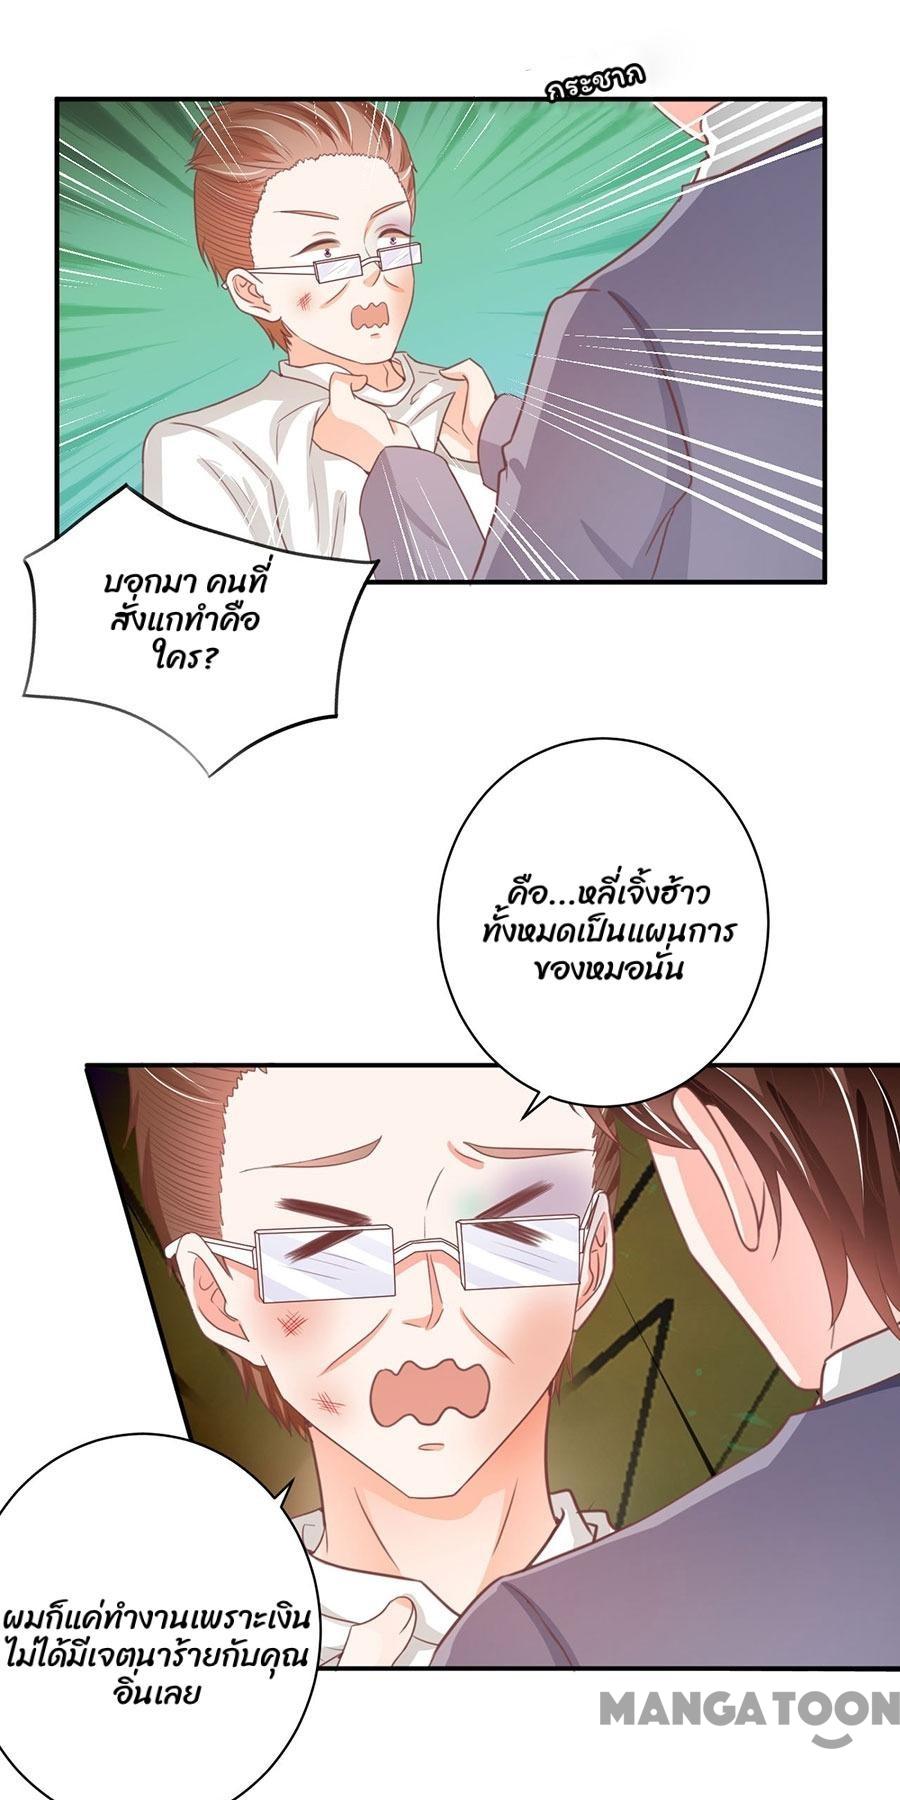 กระชาก
บอกมา คนที่
สั่งแกทำคือ
ใคร?
คือ...หลี่เจิ้งฮ้าว
ทั้งหมดเป็นแผนการ
ของหมอนั่น
ผมก็แค่ทำงานเพราะเงิน
ไม่ได้มีเจตนาร้ายกับคุณ
อิ่นเลย
MANGATOON